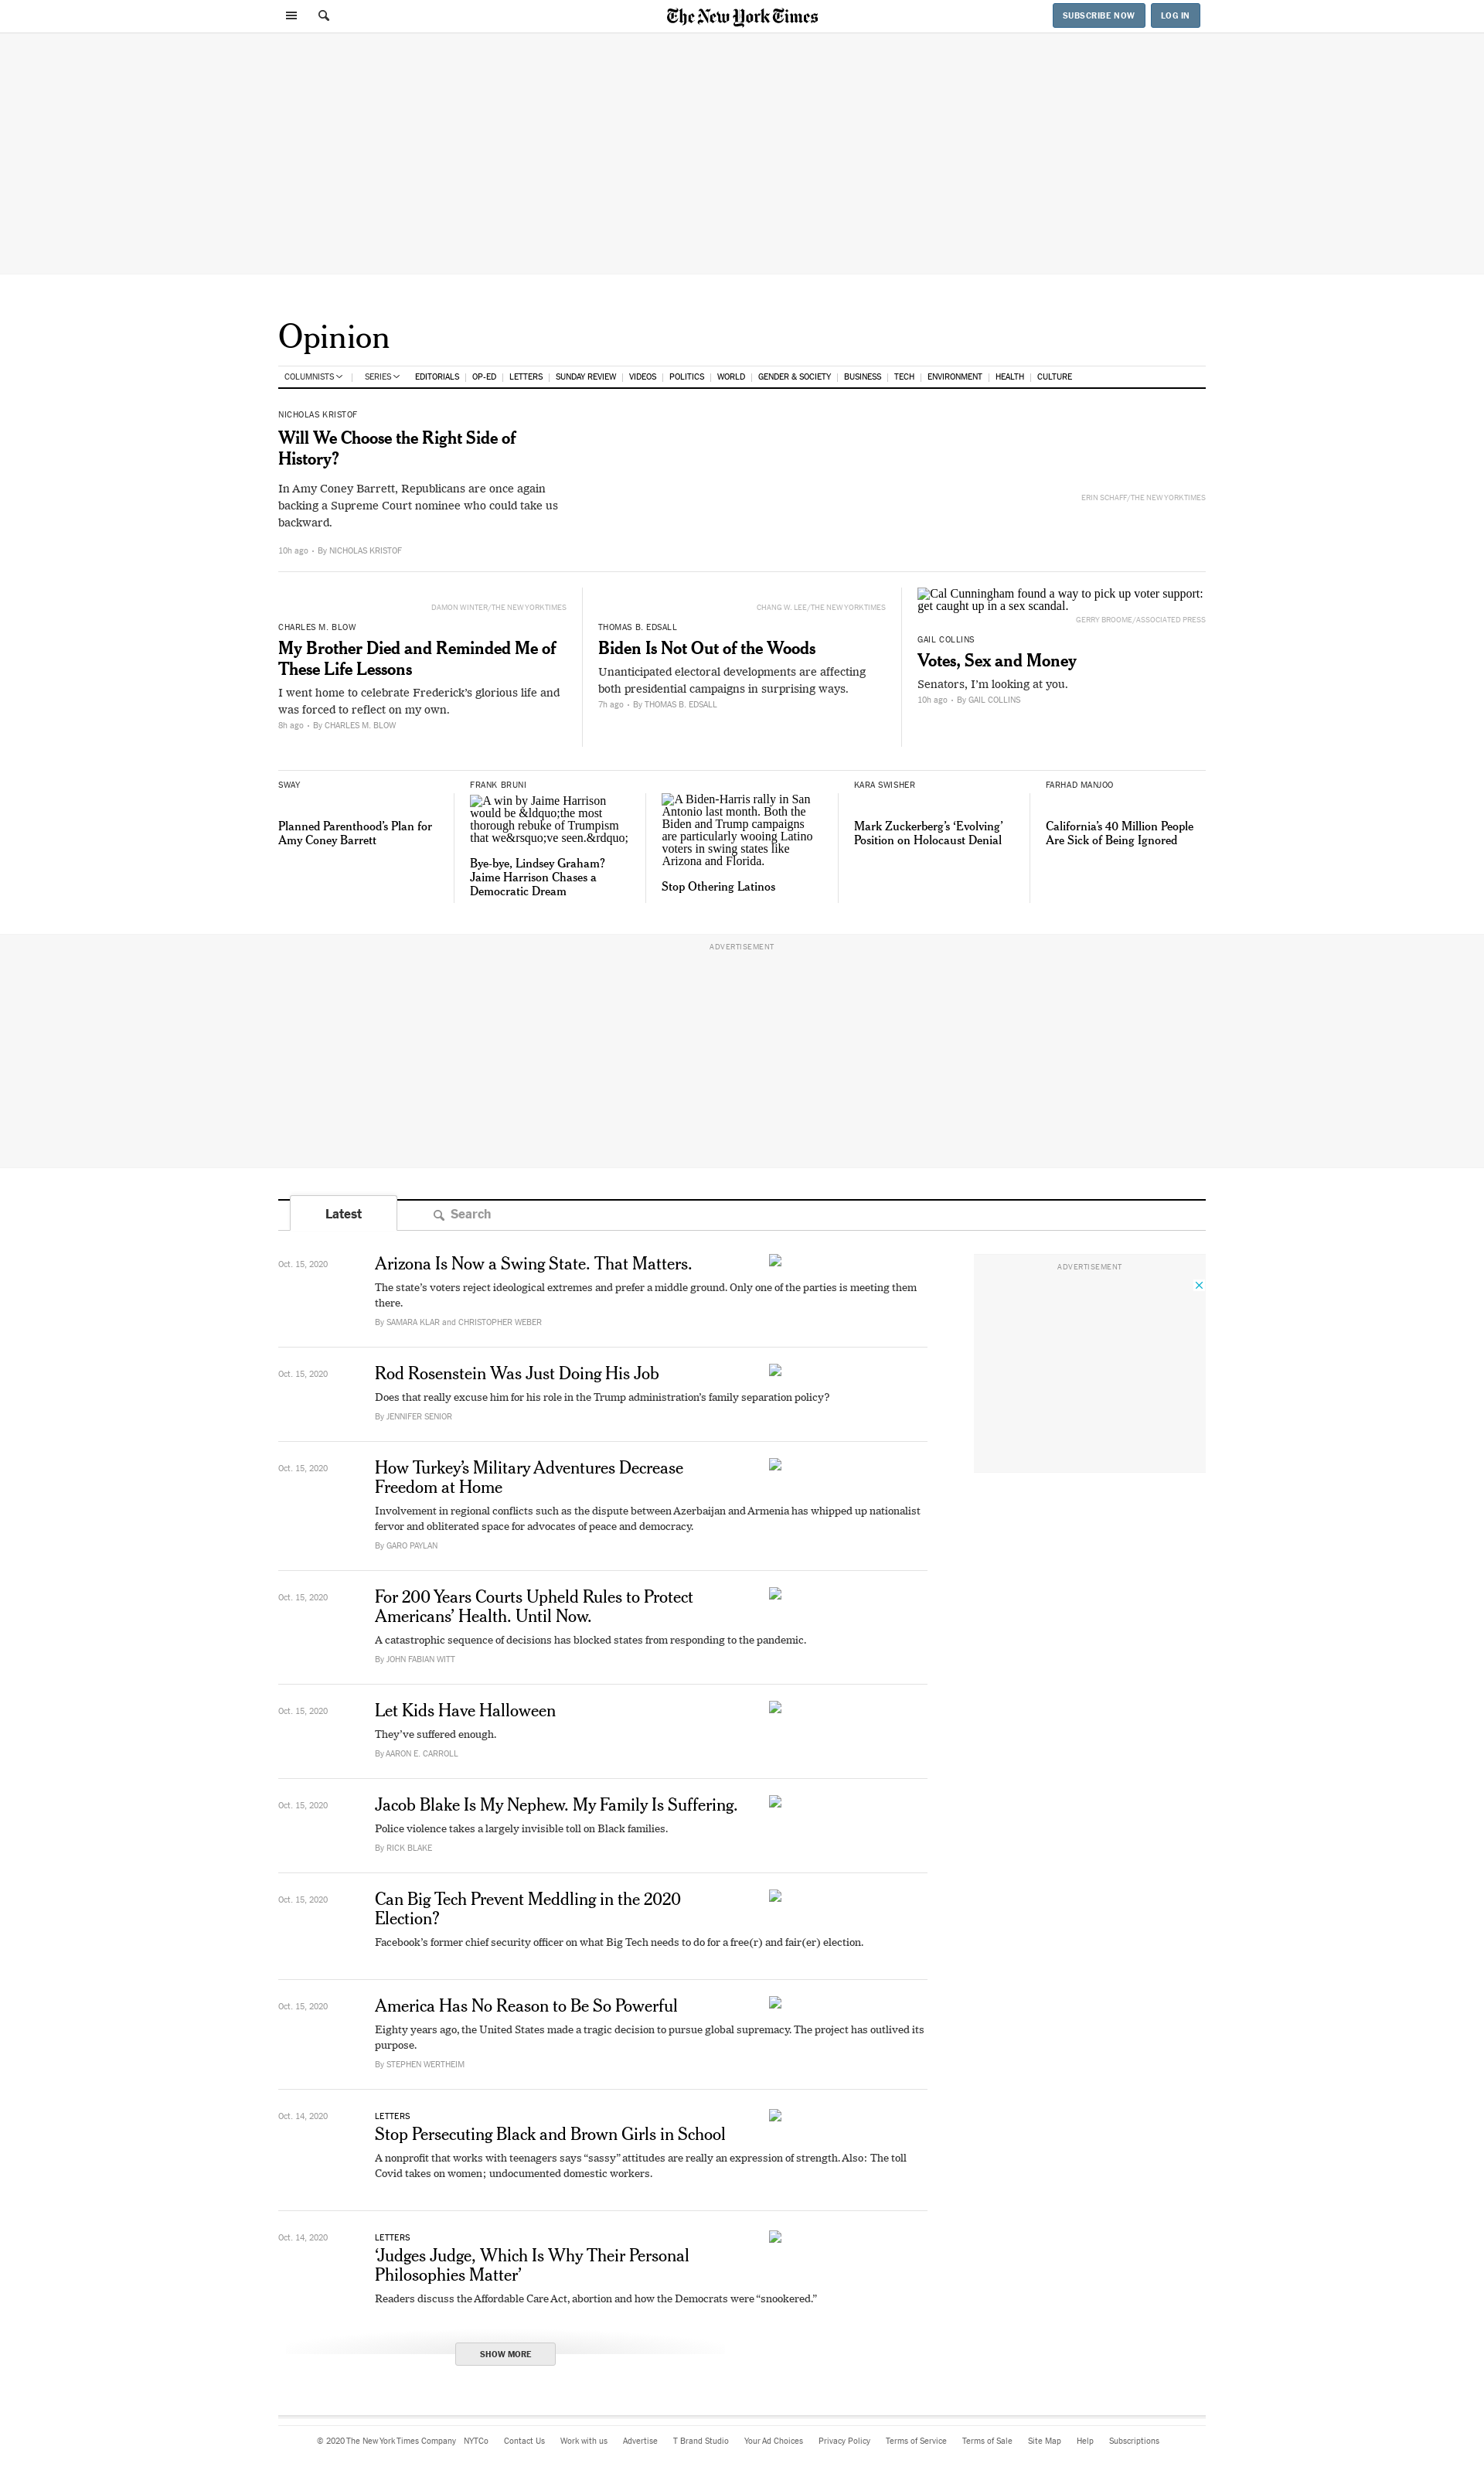 The New York Times
SUBSCRIBE NOW
LOG IN
Opinion
COLUMNISTS
SERIES
EDITORIALS
OP-ED
LETTERS
SUNDAY REVIEW
VIDEOS
POLITICS
WORLD
GENDER & SOCIETY
BUSINESS
TECH
ENVIRONMENT
HEALTH
CULTURE
NICHOLAS KRISTOF
Will We Choose the Right Side of
History?
In Amy Coney Barrett, Republicans are once again
backing a Supreme Court nominee who could take us
backward.
10h ago • By NICHOLAS KRISTOF
ERIN SCHAFF/THE NEW YORK TIMES
DAMON WINTER/THE NEW YORK TIMES
CHARLES M. BLOW
My Brother Died and Reminded Me of
These Life Lessons
I went home to celebrate Frederick’s glorious life and
was forced to reflect on my own.
8h ago • By CHARLES M. BLOW
CHANG W. LEE/THE NEW YORK TIMES
THOMAS B. EDSALL
Biden Is Not Out of the Woods
Unanticipated electoral developments are affecting
both presidential campaigns in surprising ways.
7h ago • By THOMAS B. EDSALL
Cal Cunningham found a way to pick up voter support:
get caught up in a sex scandal.
GERRY BROOME/ASSOCIATED PRESS
GAIL COLLINS
Votes, Sex and Money
Senators, I’m looking at you.
10h ago • By GAIL COLLINS
SWAY
Planned Parenthood’s Plan for
Amy Coney Barrett
FRANK BRUNI
A win by Jaime Harrison
would be &ldquo;the most
thorough rebuke of Trumpism
that we&rsquo;ve seen.&rdquo;
Bye-bye, Lindsey Graham?
Jaime Harrison Chases a
Democratic Dream
A Biden-Harris rally in San
Antonio last month. Both the
Biden and Trump campaigns
are particularly wooing Latino
voters in swing states like
Arizona and Florida.
Stop Othering Latinos
KARA SWISHER
Mark Zuckerberg’s ‘Evolving’
Position on Holocaust Denial
FARHAD MANJOO
California’s 40 Million People
Are Sick of Being Ignored
ADVERTISEMENT
Latest
Search
ADVERTISEMENT
Oct. 15, 2020
Arizona Is Now a Swing State. That Matters.
The state’s voters reject ideological extremes and prefer a middle ground. Only one of the parties is meeting them
there.
By SAMARA KLAR and CHRISTOPHER WEBER
Oct. 15, 2020
Rod Rosenstein Was Just Doing His Job
Does that really excuse him for his role in the Trump administration’s family separation policy?
By JENNIFER SENIOR
Oct. 15, 2020
How Turkey’s Military Adventures Decrease
Freedom at Home
Involvement in regional conflicts such as the dispute between Azerbaijan and Armenia has whipped up nationalist
fervor and obliterated space for advocates of peace and democracy.
By GARO PAYLAN
Oct. 15, 2020
For 200 Years Courts Upheld Rules to Protect
Americans’ Health. Until Now.
A catastrophic sequence of decisions has blocked states from responding to the pandemic.
By JOHN FABIAN WITT
Oct. 15, 2020
Let Kids Have Halloween
They’ve suffered enough.
By AARON E. CARROLL
Oct. 15, 2020
Jacob Blake Is My Nephew. My Family Is Suffering.
Police violence takes a largely invisible toll on Black families.
By RICK BLAKE
Oct. 15, 2020
Can Big Tech Prevent Meddling in the 2020
Election?
Facebook’s former chief security officer on what Big Tech needs to do for a free(r) and fair(er) election.
Oct. 15, 2020
America Has No Reason to Be So Powerful
Eighty years ago, the United States made a tragic decision to pursue global supremacy. The project has outlived its
purpose.
By STEPHEN WERTHEIM
Oct. 14, 2020
LETTERS
Stop Persecuting Black and Brown Girls in School
A nonprofit that works with teenagers says “sassy” attitudes are really an expression of strength. Also: The toll
Covid takes on women; undocumented domestic workers.
Oct. 14, 2020
LETTERS
‘Judges Judge, Which Is Why Their Personal
Philosophies Matter’
Readers discuss the Affordable Care Act, abortion and how the Democrats were “snookered.”
SHOW MORE
© 2020 The New York Times Company
NYTCo
Contact Us
Work with us
Advertise
T Brand Studio
Your Ad Choices
Privacy Policy
Terms of Service
Terms of Sale
Site Map
Help
Subscriptions